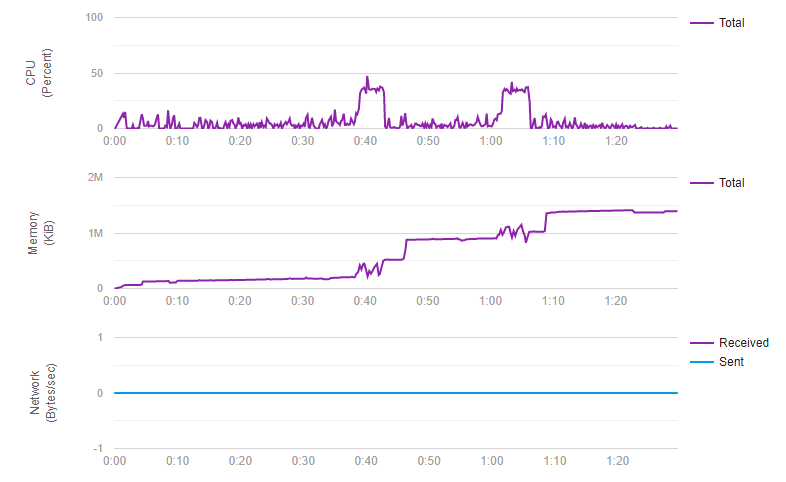 100
50
0
CPU
(Percent)
0:00 0:10 0:20 0:30 0:40 0:50 1:00 1:10 1:20
Total
2M
1M
0
Memory
(KiB)
0:00 0:10 0:20 0:30 0:40 0:50 1:00 1:10 1:20
Total
1
0
-1
Network
(Bytes/sec)
0:00 0:10 0:20 0:30 0:40 0:50 1:00 1:10 1:20
Received
Sent